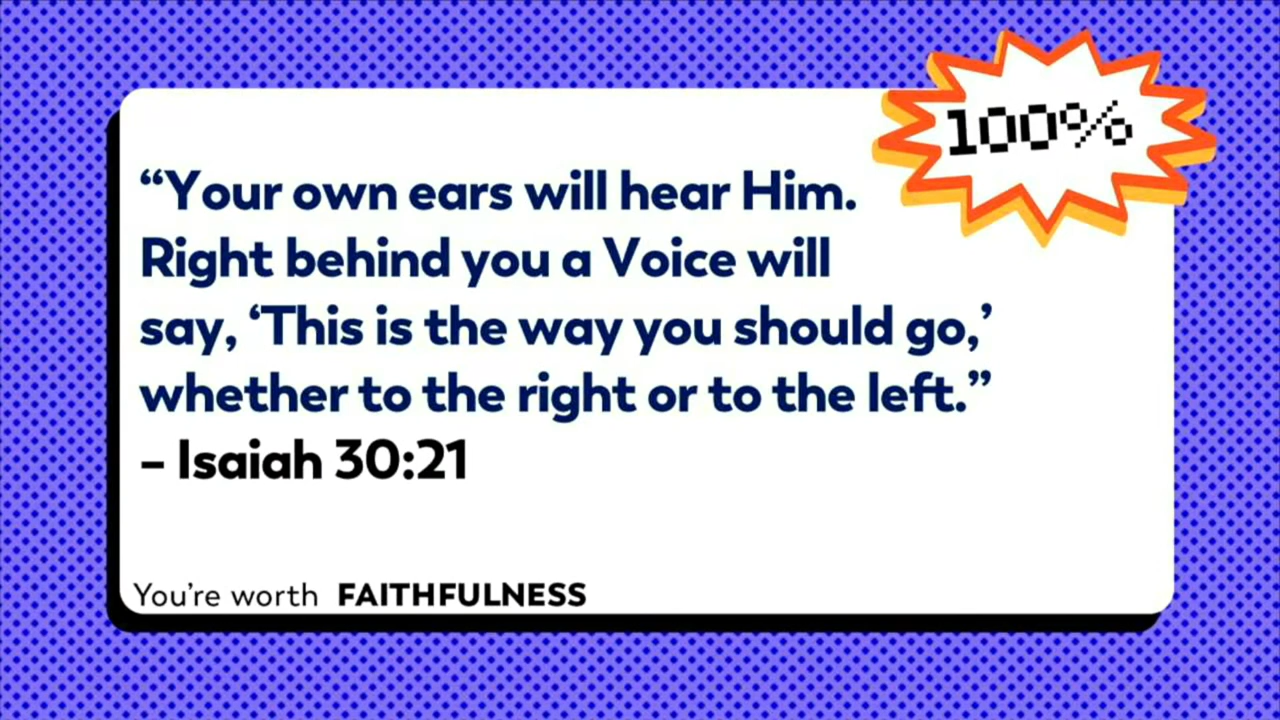 100%
“Your own ears will hear Him.
Right behind you a Voice will
say, ‘This is the way you should go,’
whether to the right or to the left.”
– Isaiah 30:21
You’re worth FAITHFULNESS